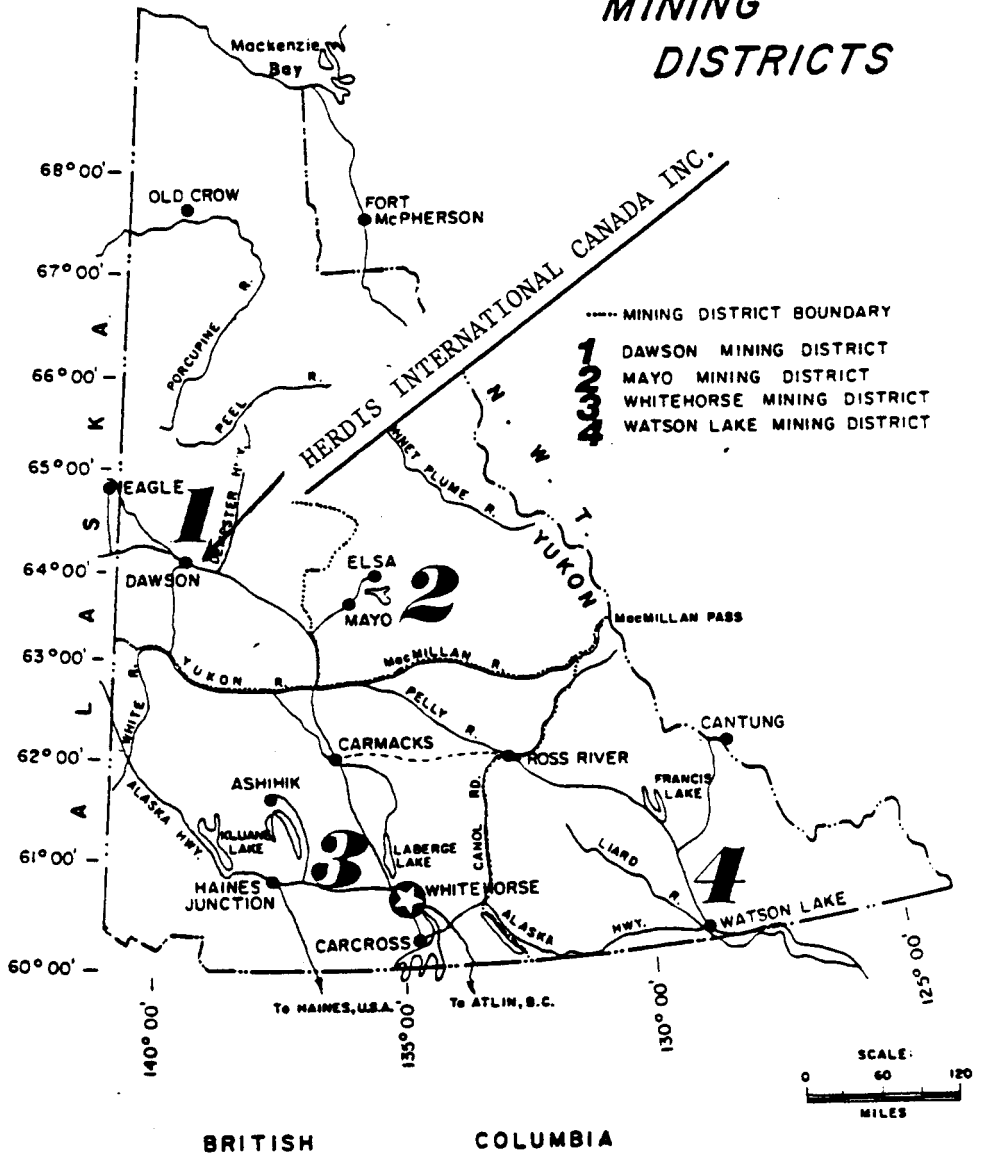 MINING
DISTRICTS
Mackenzie
Bay
68°00'
OLD CROW
FORT
McPHERSON
67°00'
PORCUPINE R.
HERDIS INTERNATIONAL CANADA INC.
MINING DISTRICT BOUNDARY
1 DAWSON MINING DISTRICT
2 MAYO MINING DISTRICT
3 WHITEHORSE MINING DISTRICT
4 WATSON LAKE MINING DISTRICT
66°00'
PEEL R.
N.W.T.
65°00'
EAGLE
1
DEMPSTER HY.
PLUME R.
YUKON
ALASKA
64°00'
DAWSON
ELSA
MAYO
2
MacMILLAN PASS
63°00'
YUKON R.
MacMILLAN R.
WHITE R.
PELLY R.
CANTUNG
62°00'
CARMACKS
ROSS RIVER
ASHIHIK
ALASKA HWY.
KLUANE
LAKE
FRANCIS
LAKE
CANOL RD.
61°00'
3
LABERGE
LAKE
LIARD R.
4
HAINES
JUNCTION
WHITEHORSE
CARCROSS
ALASKA HWY.
WATSON LAKE
60°00'
To HAINES, U.S.A.
To ATLIN, B.C.
140°00'
135°00'
130°00'
125°00'
SCALE:
0 60 120
MILES
BRITISH COLUMBIA